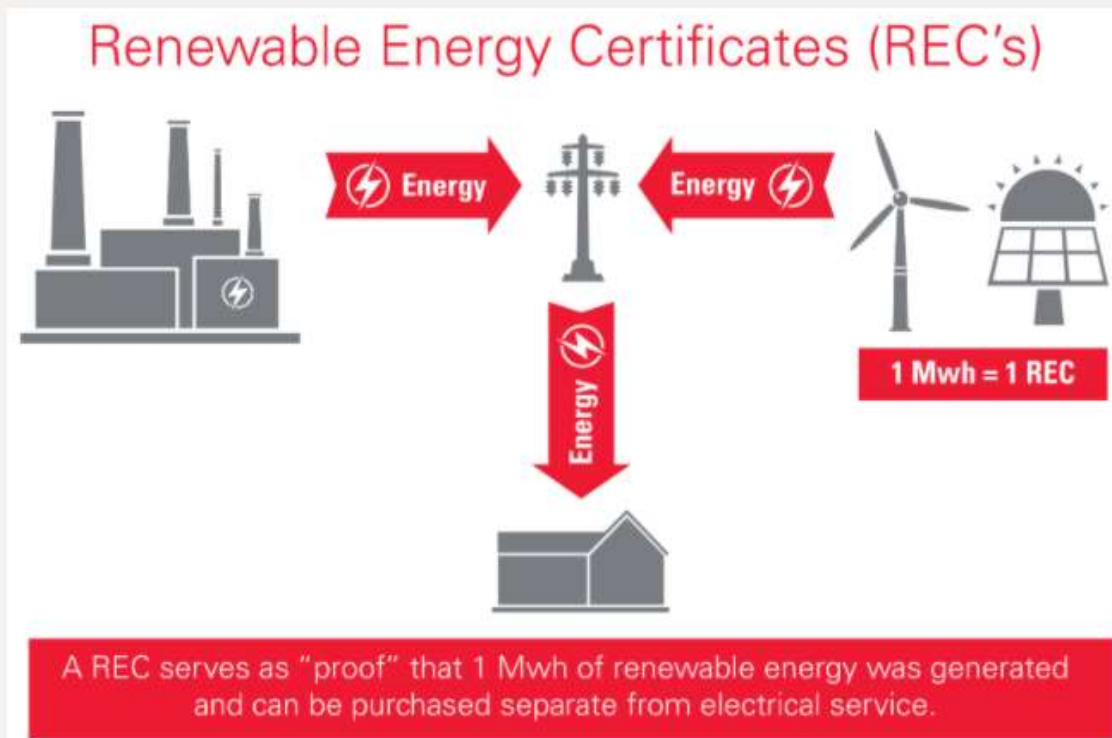 Renewable Energy Certificates (REC's)
Energy
Energy
Energy
1 Mwh = 1 REC
A REC serves as “proof” that 1 Mwh of renewable energy was generated
and can be purchased separate from electrical service.